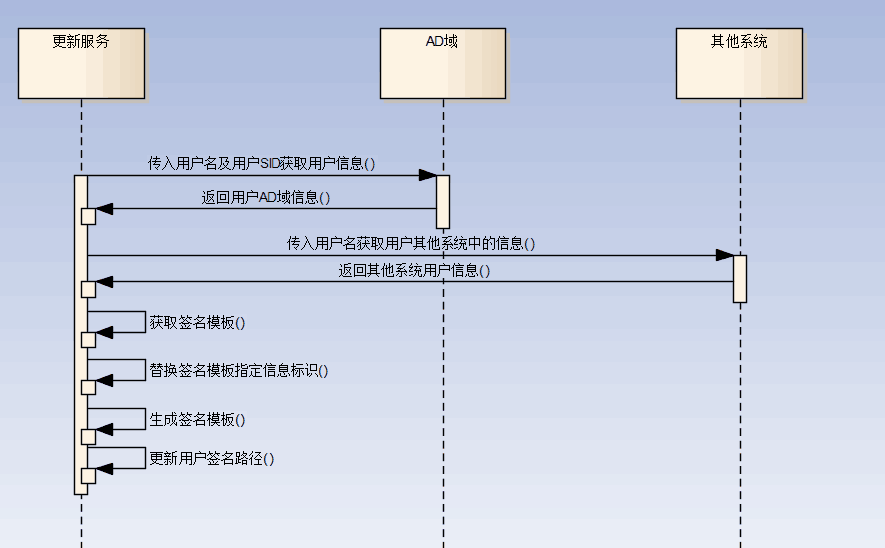 更新服务
AD域
其他系统
传入用户名及用户SID获取用户信息()
返回用户AD域信息()
传入用户名获取用户其他系统中的信息()
返回其他系统用户信息()
获取签名模板()
替换签名模板指定信息标识()
生成签名模板()
更新用户签名路径()